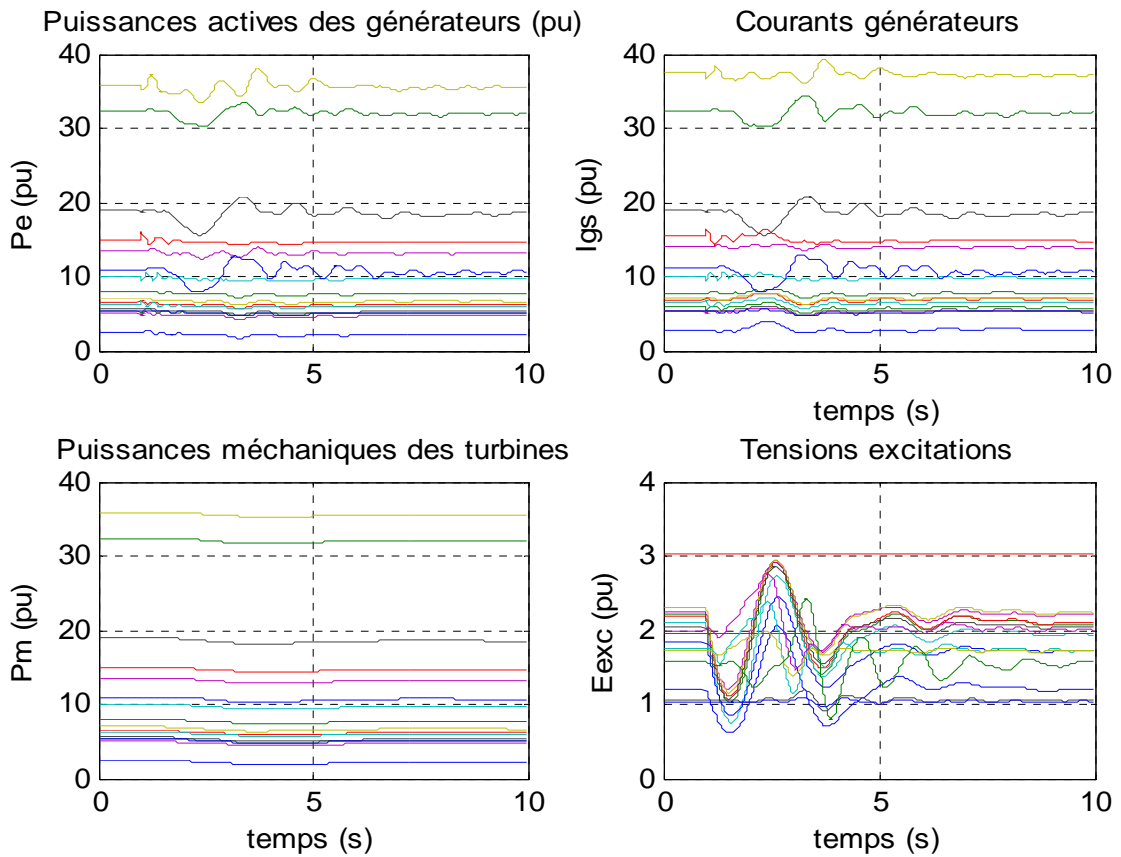 Puissances actives des générateurs (pu)
40
30
20
10
0
Pe (pu)
0
5
10
Courants générateurs
40
30
20
10
0
Igs (pu)
0
5
10
temps (s)
Puissances méchaniques des turbines
40
30
20
10
0
Pm (pu)
0
5
10
temps (s)
Tensions excitations
4
3
2
1
0
Eexc (pu)
0
5
10
temps (s)